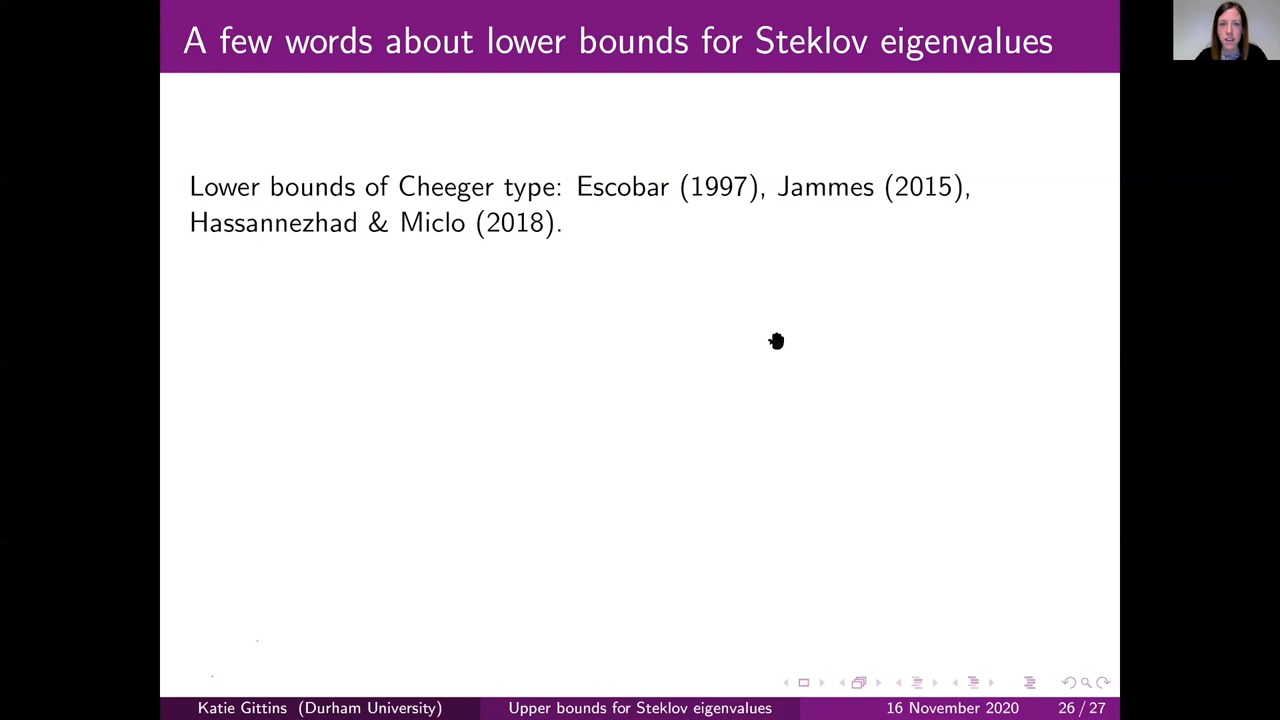 A few words about lower bounds for Steklov eigenvalues
Lower bounds of Cheeger type: Escobar (1997), Jammes (2015),
Hassannezhad & Miclo (2018).
Katie Gittins (Durham University) Upper bounds for Steklov eigenvalues 16 November 2020 26 / 27